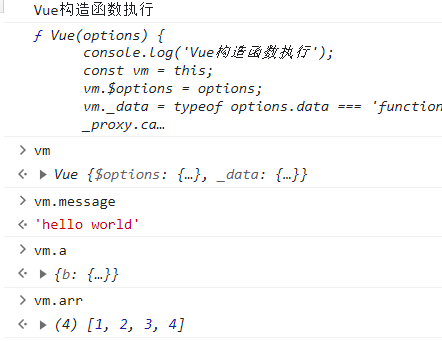 Vue构造函数执行
ƒ Vue(options) {
console.log('Vue构造函数执行');
const vm = this;
vm.$options = options;
vm._data = typeof options.data === 'function
_proxy.ca…
> vm
Vue {$options: {…}, _data: {…}}
> vm.message
'hello world'
> vm.a
{b: {…}}
> vm.arr
(4) [1, 2, 3, 4]